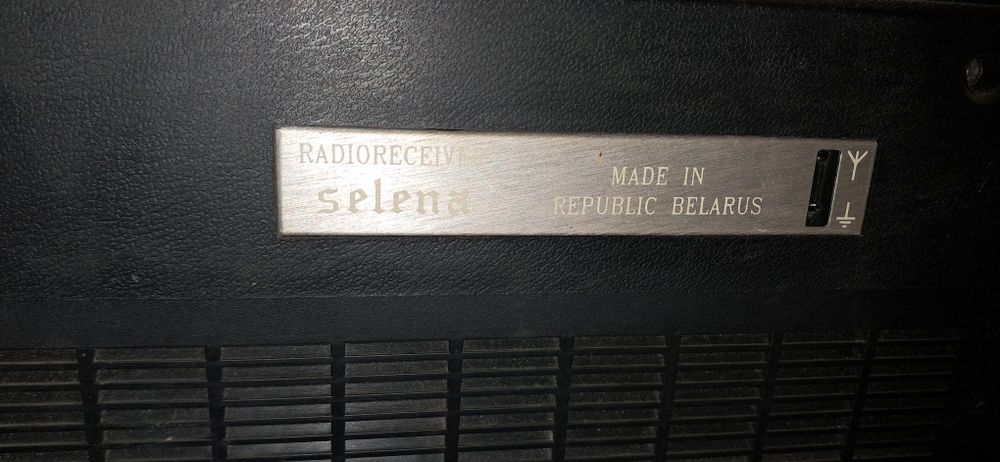 RADIORECEIVER
selena
MADE IN
REPUBLIC BELARUS